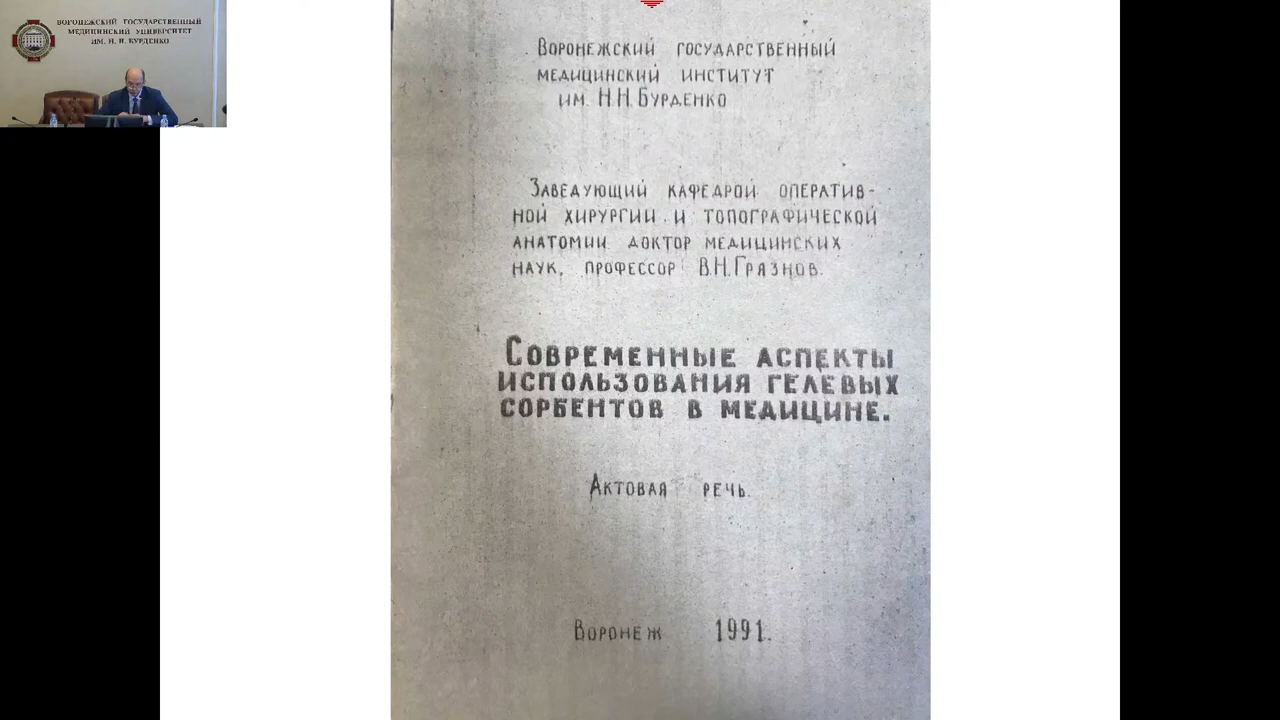 ВОРОНЕЖСКИЙ ГОСУДАРСТВЕННЫЙ
МЕДИЦИНСКИЙ УНИВЕРСИТЕТ
ИМ. Н. Н. БУРДЕНКО
ВОРОНЕЖСКИЙ ГОСУДАРСТВЕННЫЙ
МЕДИЦИНСКИЙ ИНСТИТУТ
ИМ. Н.Н. БУРДЕНКО
ЗАВЕДУЮЩИЙ КАФЕДРОЙ ОПЕРАТИВ-
НОЙ ХИРУРГИИ И ТОПОГРАФИЧЕСКОЙ
АНАТОМИИ ДОКТОР МЕДИЦИНСКИХ
НАУК, ПРОФЕССОР В.Н. ГРЯЗНОВ.
СОВРЕМЕННЫЕ АСПЕКТЫ
ИСПОЛЬЗОВАНИЯ ГЕЛЕВЫХ
СОРБЕНТОВ В МЕДИЦИНЕ.
АКТОВАЯ РЕЧЬ.
ВОРОНЕЖ 1991.